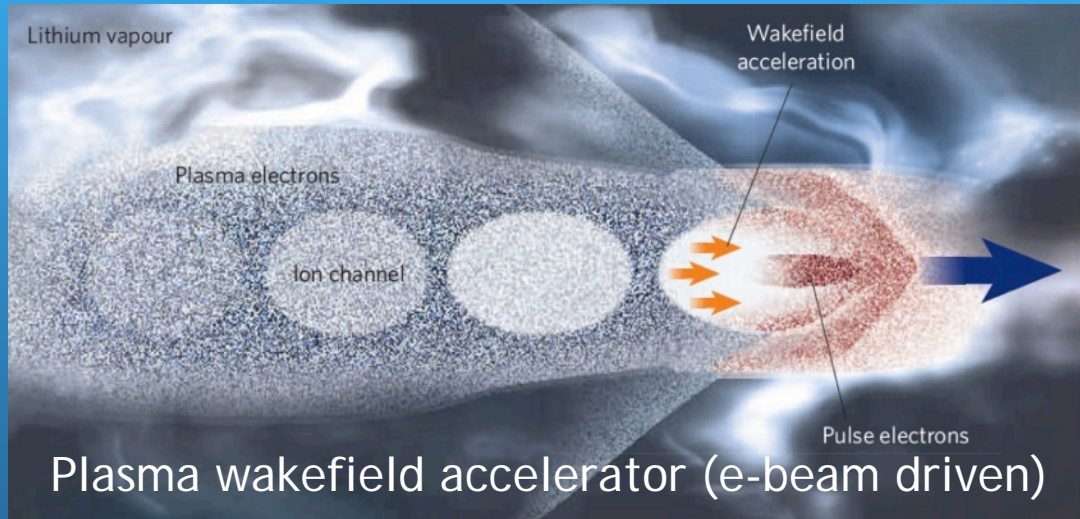 Lithium vapour
Wakefield
acceleration
Plasma electrons
Ion channel
Pulse electrons
Plasma wakefield accelerator (e-beam driven)